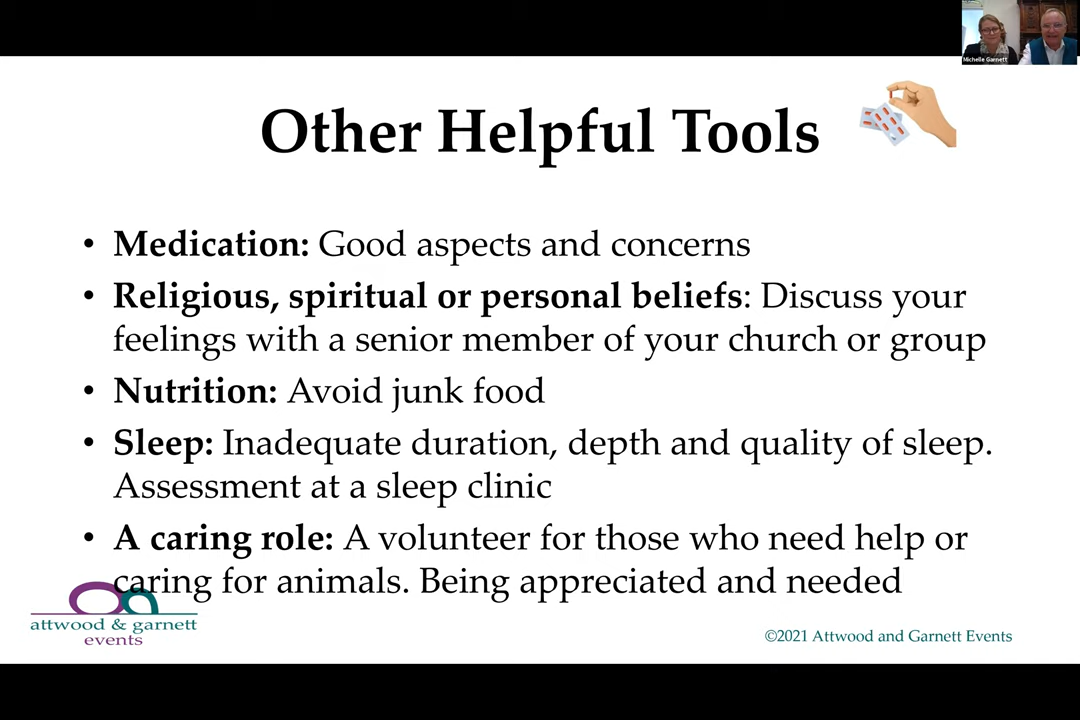 Michelle Garnett
Other Helpful Tools
• Medication: Good aspects and concerns
• Religious, spiritual or personal beliefs: Discuss your
feelings with a senior member of your church or group
• Nutrition: Avoid junk food
• Sleep: Inadequate duration, depth and quality of sleep.
Assessment at a sleep clinic
• A caring role: A volunteer for those who need help or
caring for animals. Being appreciated and needed
attwood & garnett
events
©2021 Attwood and Garnett Events